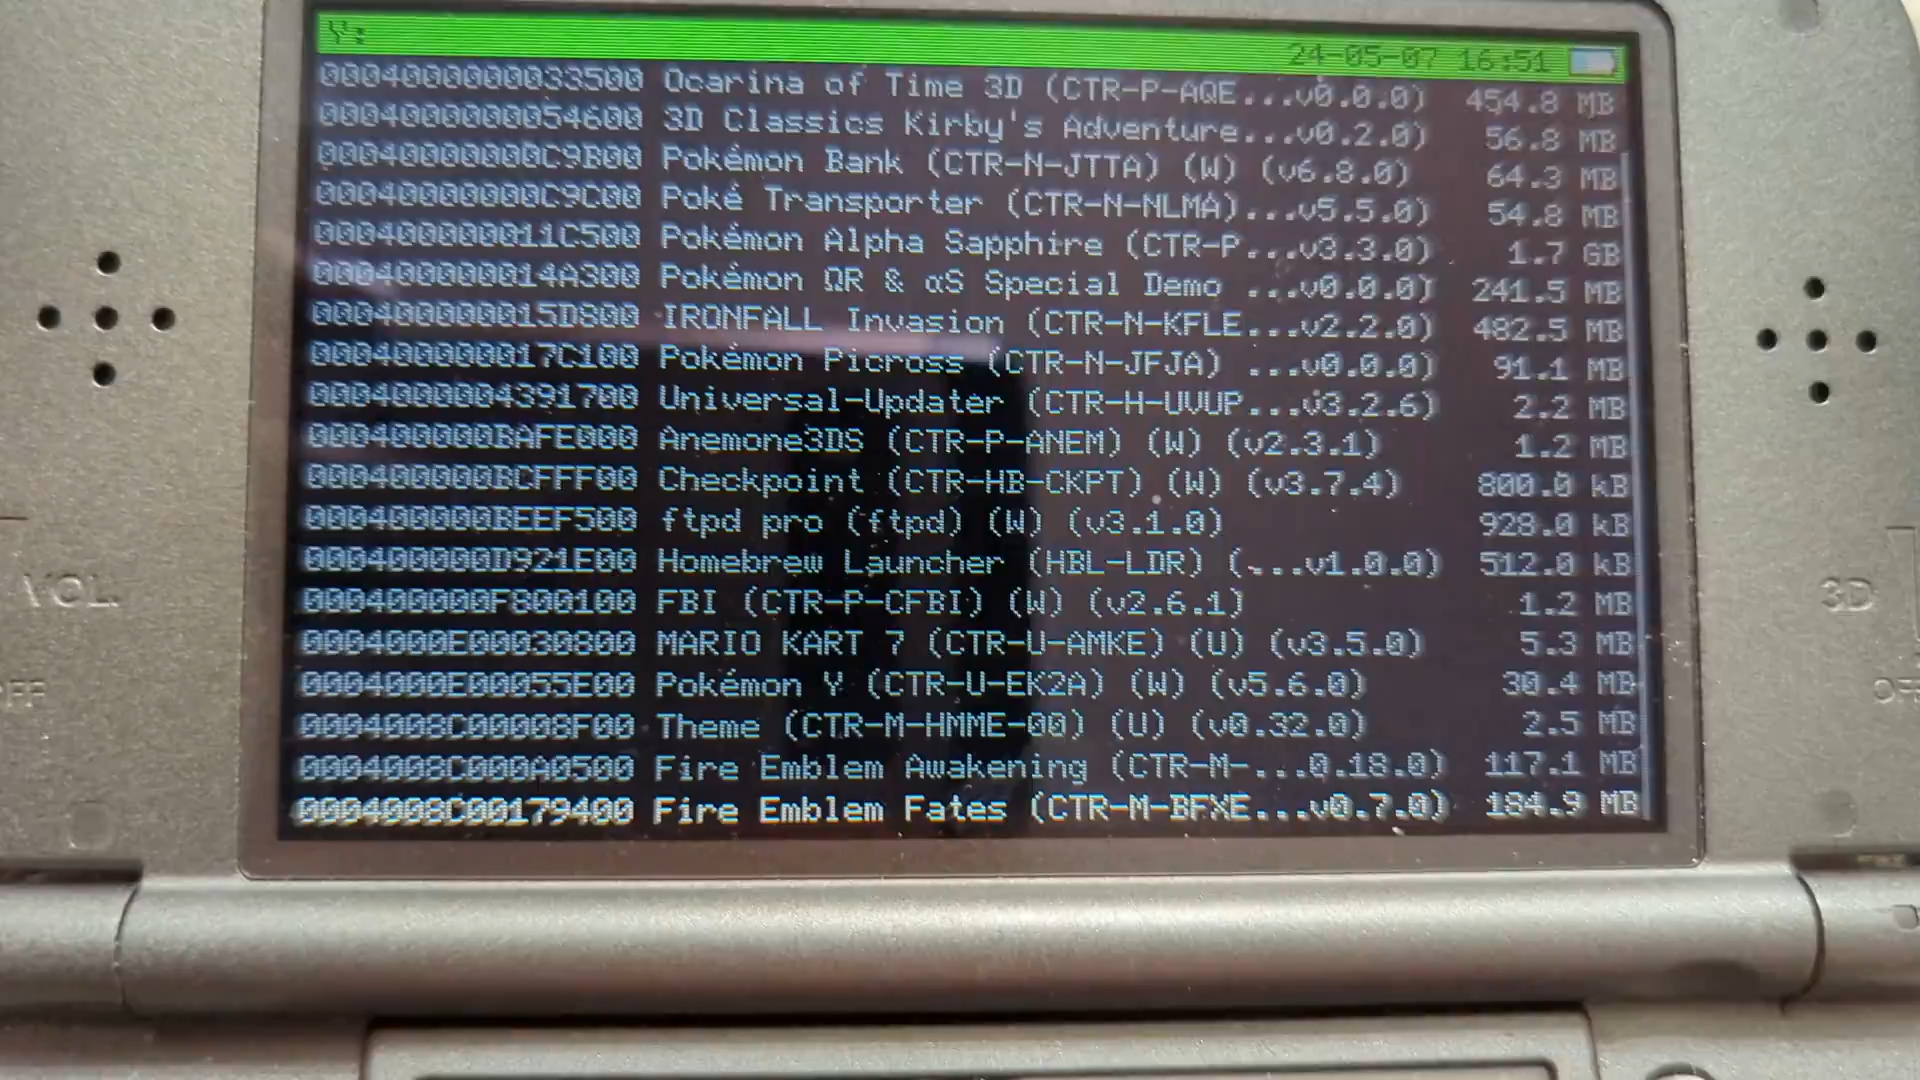 Y:
24-05-07 16:51
0004000000033500 Ocarina of Time 3D (CTR-P-AQE...v0.0.0) 454.8 MB
0004000000054600 3D Classics Kirby's Adventure...v0.2.0) 56.8 MB
00040000000C9B00 Pokémon Bank (CTR-N-JTTA) (W) (v6.8.0) 64.3 MB
00040000000C9C00 Poké Transporter (CTR-N-NLMA)...v5.5.0) 54.8 MB
000400000011C500 Pokémon Alpha Sapphire (CTR-P...v3.3.0) 1.7 GB
000400000014A300 Pokémon ΩR & αS Special Demo ...v0.0.0) 241.5 MB
000400000015D800 IRONFALL Invasion (CTR-N-KFLE...v2.2.0) 482.5 MB
000400000017C100 Pokémon Picross (CTR-N-JFJA) ...v0.0.0) 91.1 MB
0004000004391700 Universal-Updater (CTR-H-UVUP...v3.2.6) 2.2 MB
000400000BAFE000 Anemone3DS (CTR-P-ANEM) (W) (v2.3.1) 1.2 MB
000400000BCFFF00 Checkpoint (CTR-HB-CKPT) (W) (v3.7.4) 800.0 kB
000400000BEEF500 ftpd pro (ftpd) (W) (v3.1.0) 928.0 kB
000400000D921E00 Homebrew Launcher (HBL-LDR) (...v1.0.0) 512.0 kB
000400000F800100 FBI (CTR-P-CFBI) (W) (v2.6.1) 1.2 MB
0004000E00030800 MARIO KART 7 (CTR-U-AMKE) (U) (v3.5.0) 5.3 MB
0004000E00055E00 Pokémon Y (CTR-U-EK2A) (W) (v5.6.0) 30.4 MB
0004008C00008F00 Theme (CTR-M-HMME-00) (U) (v0.32.0) 2.5 MB
0004008C000A0500 Fire Emblem Awakening (CTR-M-...0.18.0) 117.1 MB
0004008C00179400 Fire Emblem Fates (CTR-M-BFXE...v0.7.0) 184.9 MB
VOL.
3D